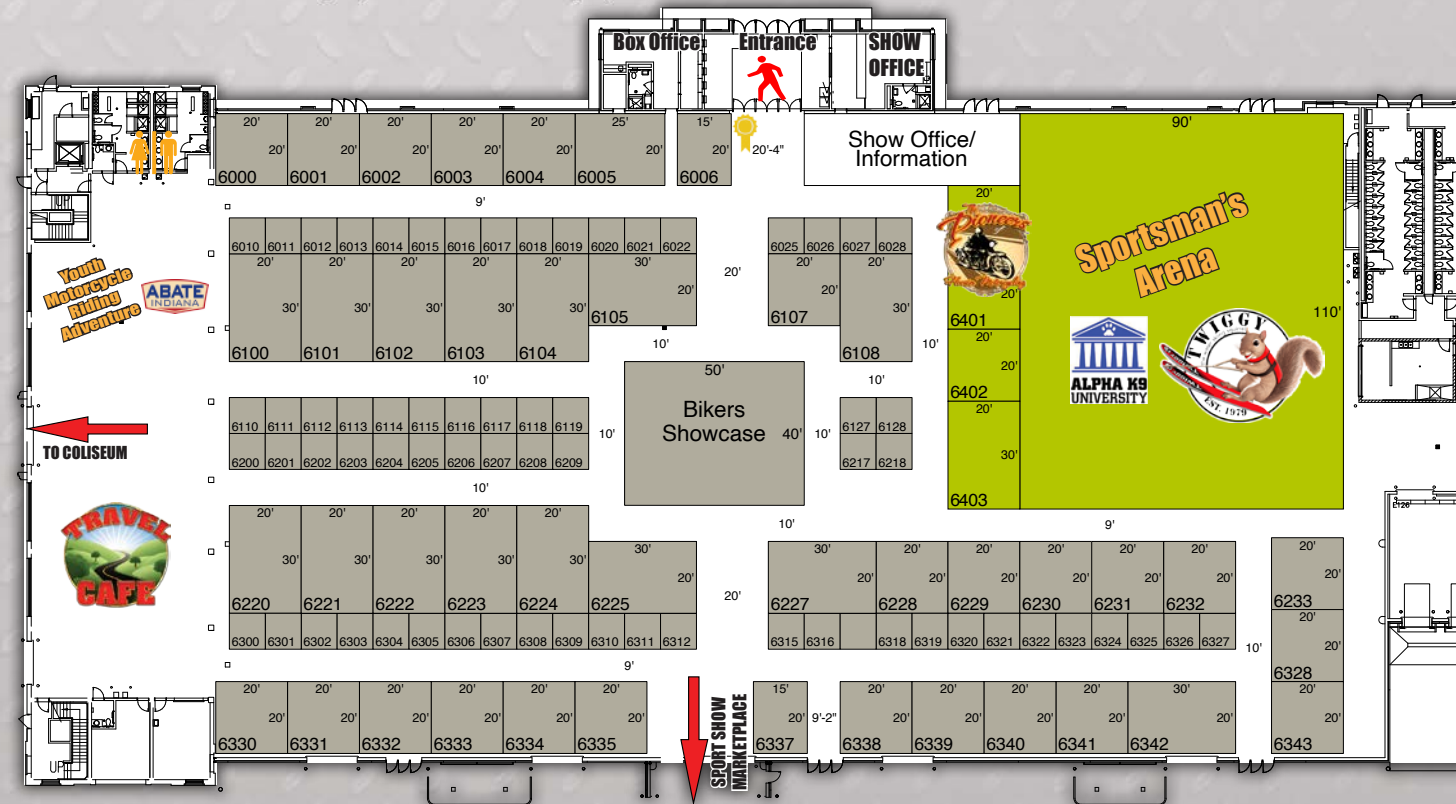 Box Office
Entrance
SHOW
OFFICE
20' 20' 20' 20' 20' 25' 15' 20'-4"
20' 20' 20' 20' 20' 20' 20'
6000 6001 6002 6003 6004 6005 6006
Show Office/
Information
90'
9'
6010 6011 6012 6013 6014 6015 6016 6017 6018 6019 6020 6021 6022
20' 20' 20' 20' 20' 30'
30' 30' 30' 30' 30' 20'
6105
6100 6101 6102 6103 6104
20'
6025 6026 6027 6028
20' 20'
20' 30'
6107
6108
10'
10'
10'
10'
20'
Pioneers
20'
6401
20'
20'
6402
20'
30'
6403
Sportsman's
Arena
110'
ALPHA K9
UNIVERSITY
TWIGGY
EST. 1979
Youth
Motorcycle
Riding
Adventure
ABATE
INDIANA
TO COLISEUM
TRAVEL
CAFE
6110 6111 6112 6113 6114 6115 6116 6117 6118 6119
6200 6201 6202 6203 6204 6205 6206 6207 6208 6209
10'
10'
50'
Bikers
Showcase
40'
10'
6127 6128
6217 6218
10'
9'
E126
20' 20' 20' 20' 20' 30'
30' 30' 30' 30' 30' 20'
6220 6221 6222 6223 6224 6225
6300 6301 6302 6303 6304 6305 6306 6307 6308 6309 6310 6311 6312
20'
30' 20' 20' 20' 20' 20'
20' 20' 20' 20' 20' 20'
6227 6228 6229 6230 6231 6232
6315 6316 6318 6319 6320 6321 6322 6323 6324 6325 6326 6327
10'
20'
20'
6233
20'
20'
6328
20'
20'
6343
9'
20' 20' 20' 20' 20' 20'
20' 20' 20' 20' 20' 20'
6330 6331 6332 6333 6334 6335
SPORT SHOW
MARKETPLACE
15'
20'
6337
9'-2"
20' 20' 20' 20' 30'
20' 20' 20' 20' 20'
6338 6339 6340 6341 6342
UP